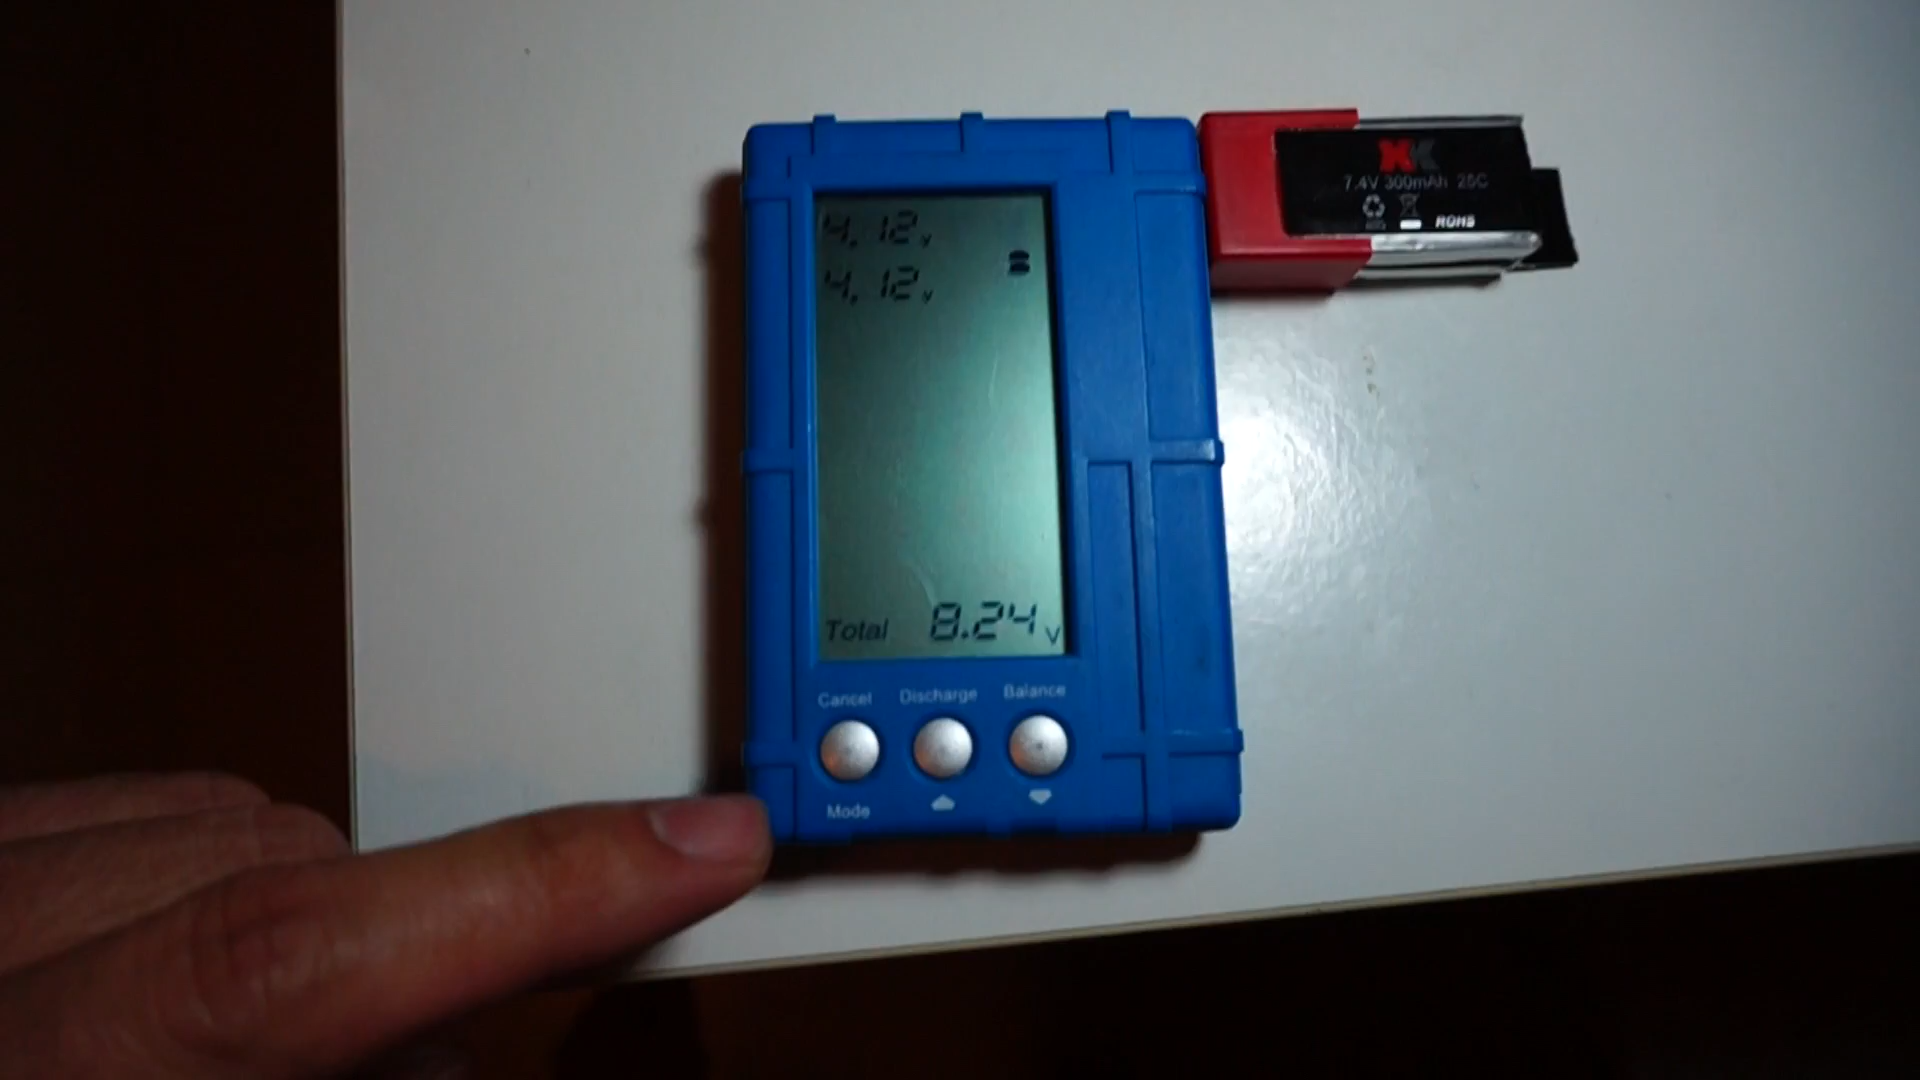 4.12v
4.12v
Total 8.24v
Cancel Discharge Balance
Mode
XK
7.4V 300mAh 25C
ROHS